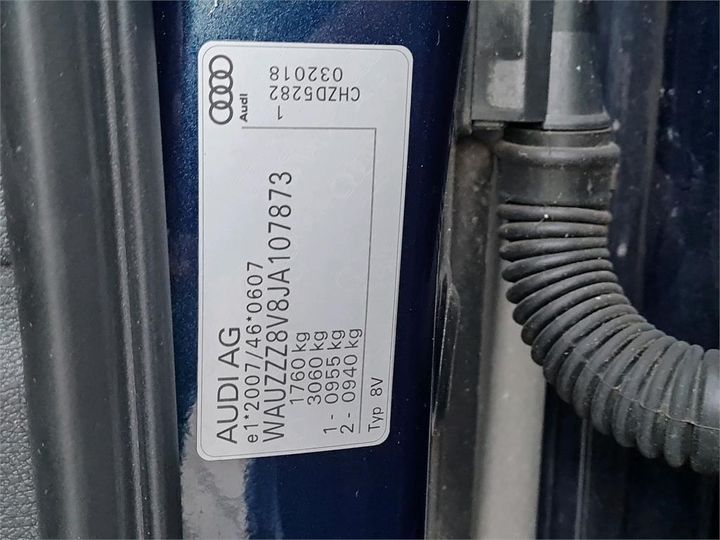 AUDI AG
e1*2007/46*0607
WAUZZZ8V8JA107873
1760 kg
3060 kg
1 - 0955 kg
2 - 0940 kg
Typ 8V
Audi
1
CHZD5282
032018